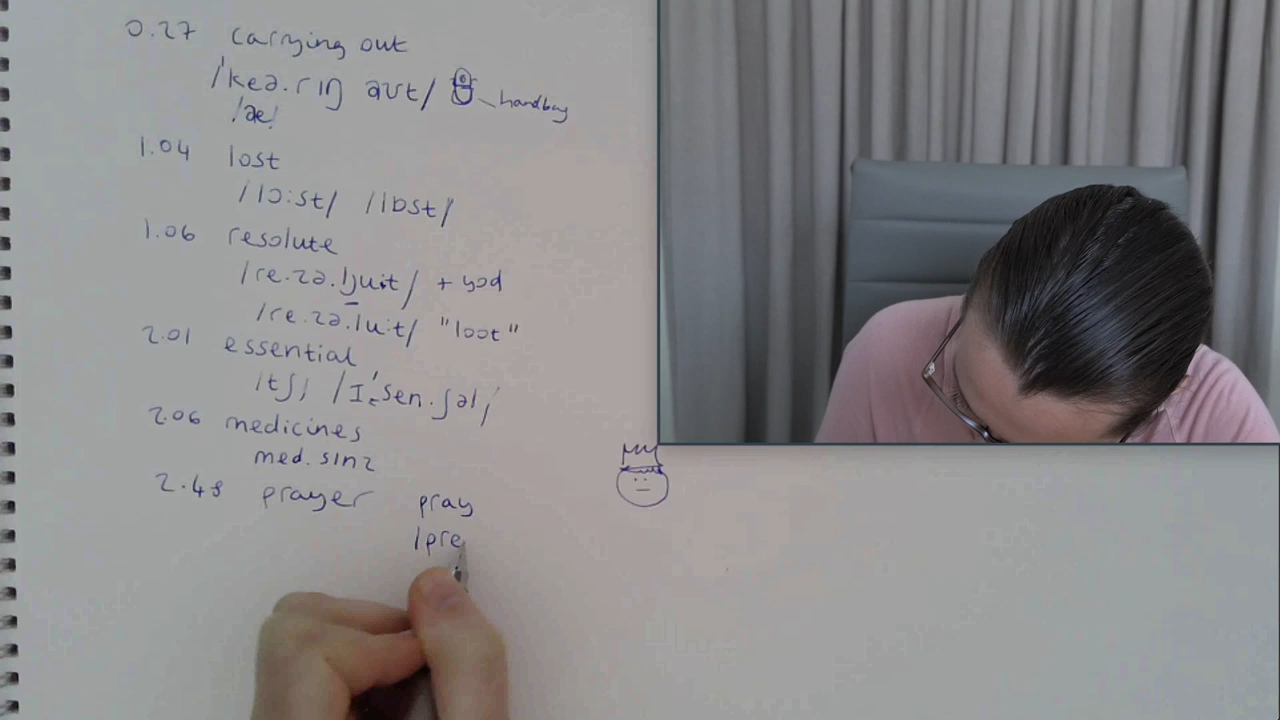 0.27 carrying out
/ˈkeə.rɪŋ aʊt/ handbag
/æ/
1.04 lost
/lɔːst/ /lɒst/
1.06 resolute
/re.zə.ljuːt/ + yod
/re.zə.luːt/ "loot"
2.01 essential
/tʃ/ /ɪˈsen.ʃəl/
2.06 medicines
med.sɪnz
2.48 prayer pray
/pre